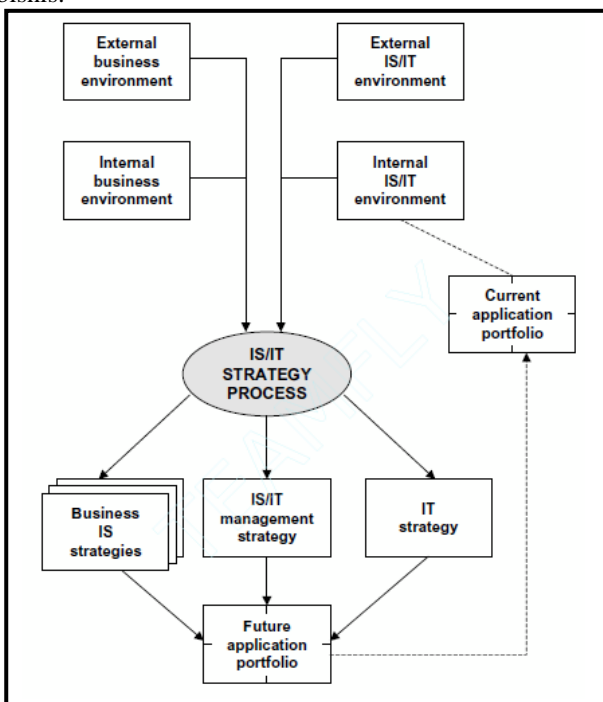 External
business
environment
External
IS/IT
environment
Internal
business
environment
Internal
IS/IT
environment
Current
application
portfolio
IS/IT
STRATEGY
PROCESS
Business
IS
strategies
IS/IT
management
strategy
IT
strategy
Future
application
portfolio
TEAMFLY